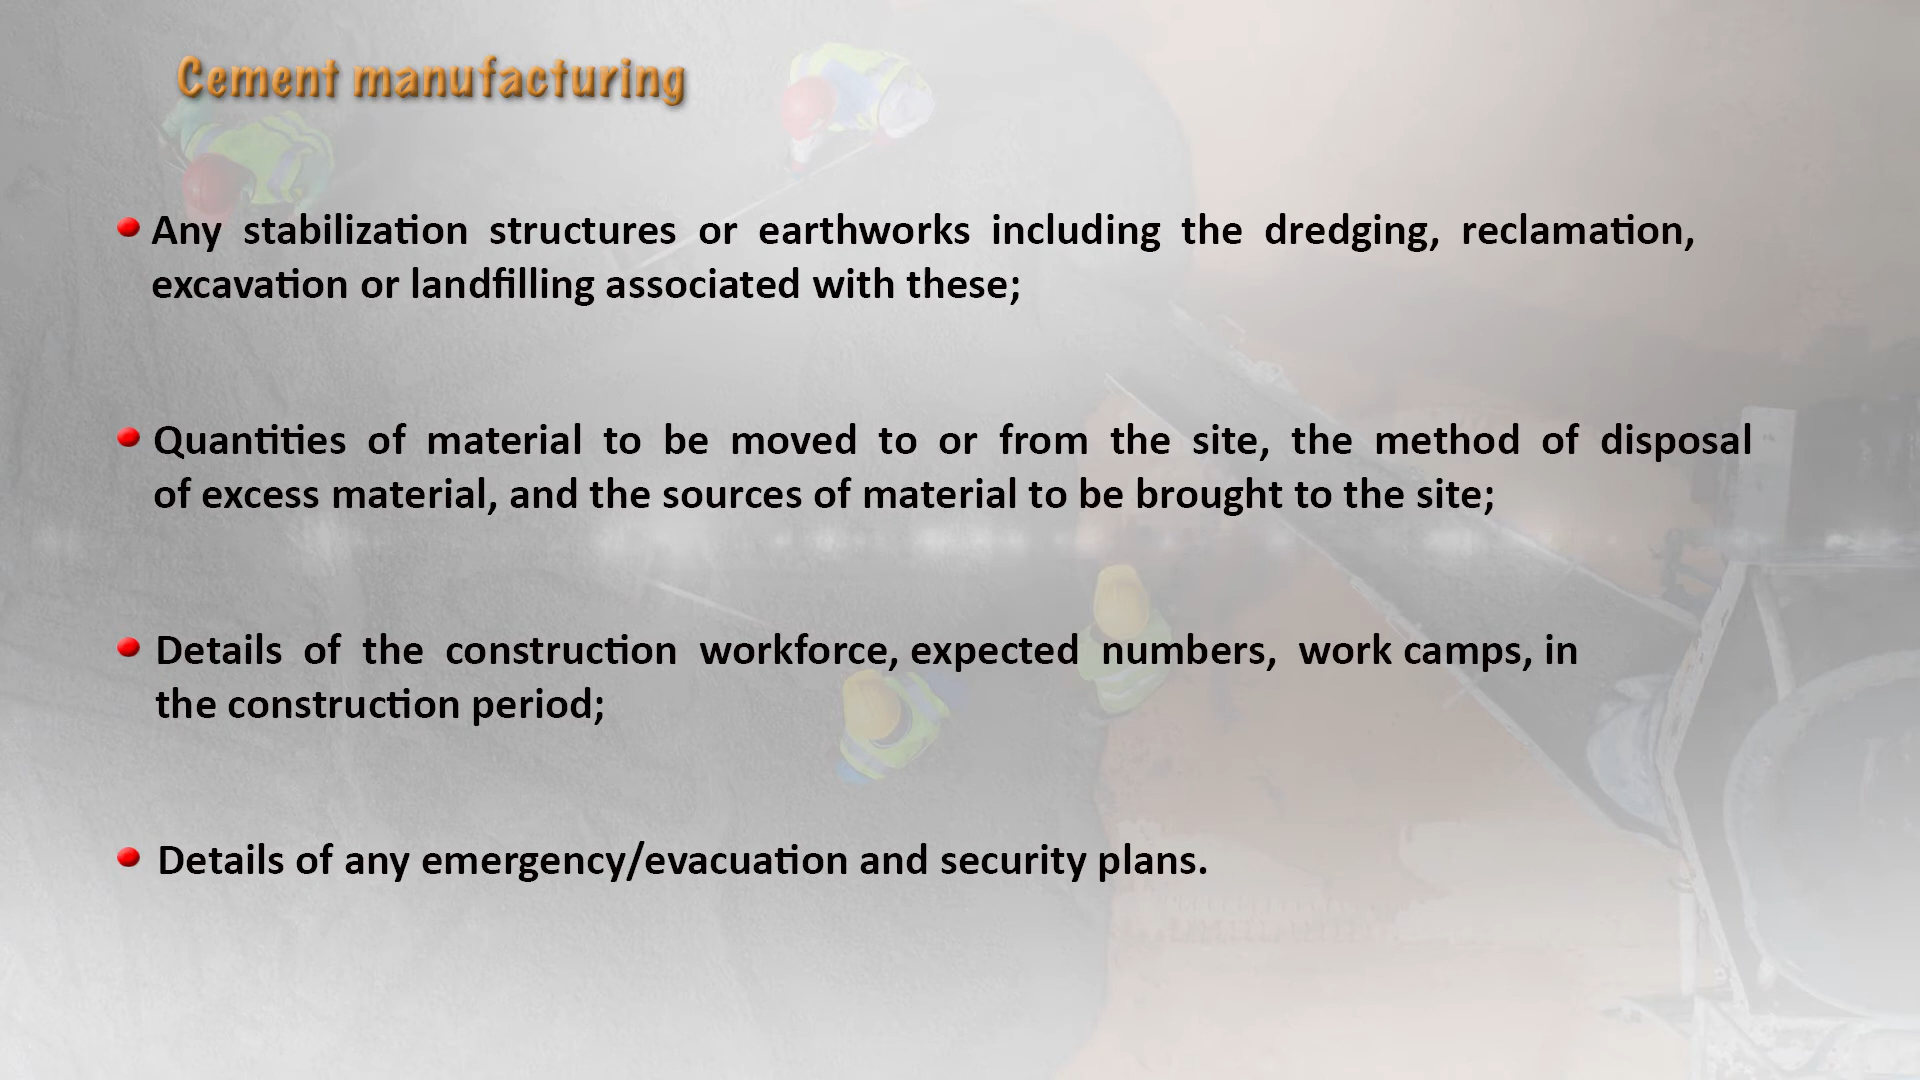 Cement manufacturing
Any stabilization structures or earthworks including the dredging, reclamation,
excavation or landfilling associated with these;
Quantities of material to be moved to or from the site, the method of disposal
of excess material, and the sources of material to be brought to the site;
Details of the construction workforce, expected numbers, work camps, in
the construction period;
Details of any emergency/evacuation and security plans.